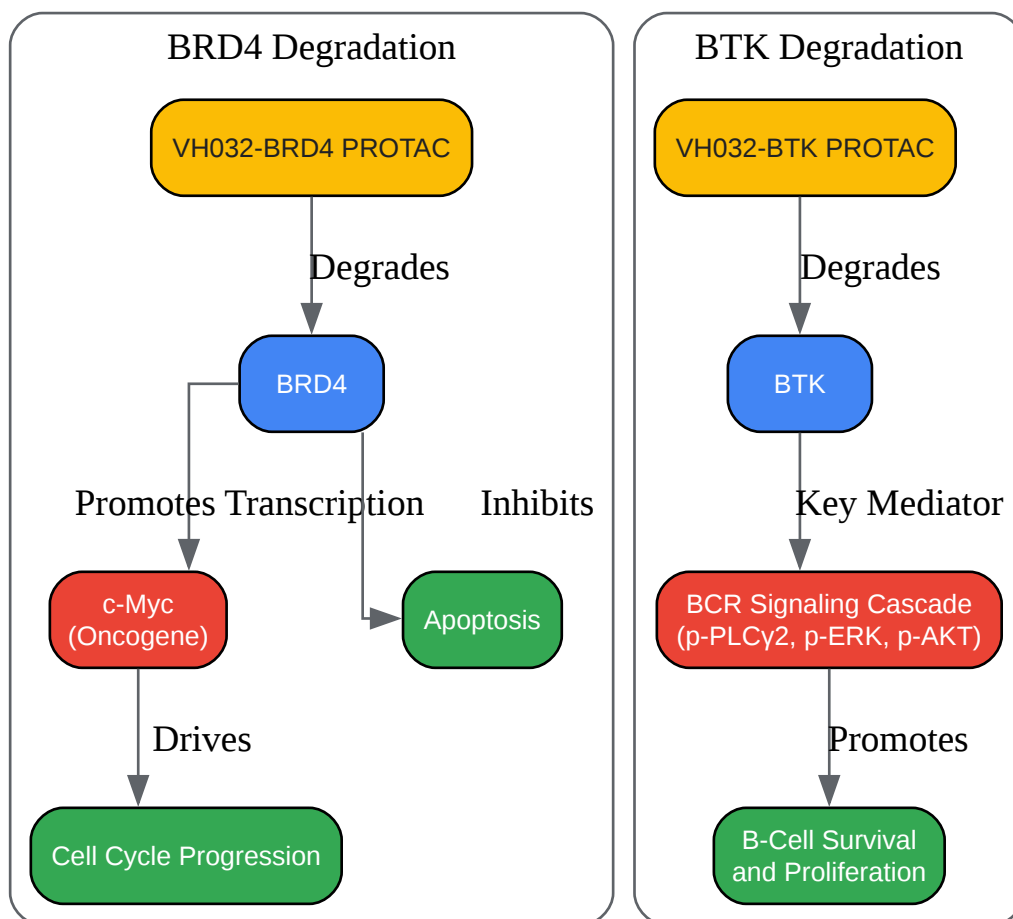 BRD4 Degradation
VH032-BRD4 PROTAC
Degrades
BRD4
Promotes Transcription
Inhibits
c-Myc
(Oncogene)
Apoptosis
Drives
Cell Cycle Progression
BTK Degradation
VH032-BTK PROTAC
Degrades
BTK
Key Mediator
BCR Signaling Cascade
(p-PLCγ2, p-ERK, p-AKT)
Promotes
B-Cell Survival
and Proliferation